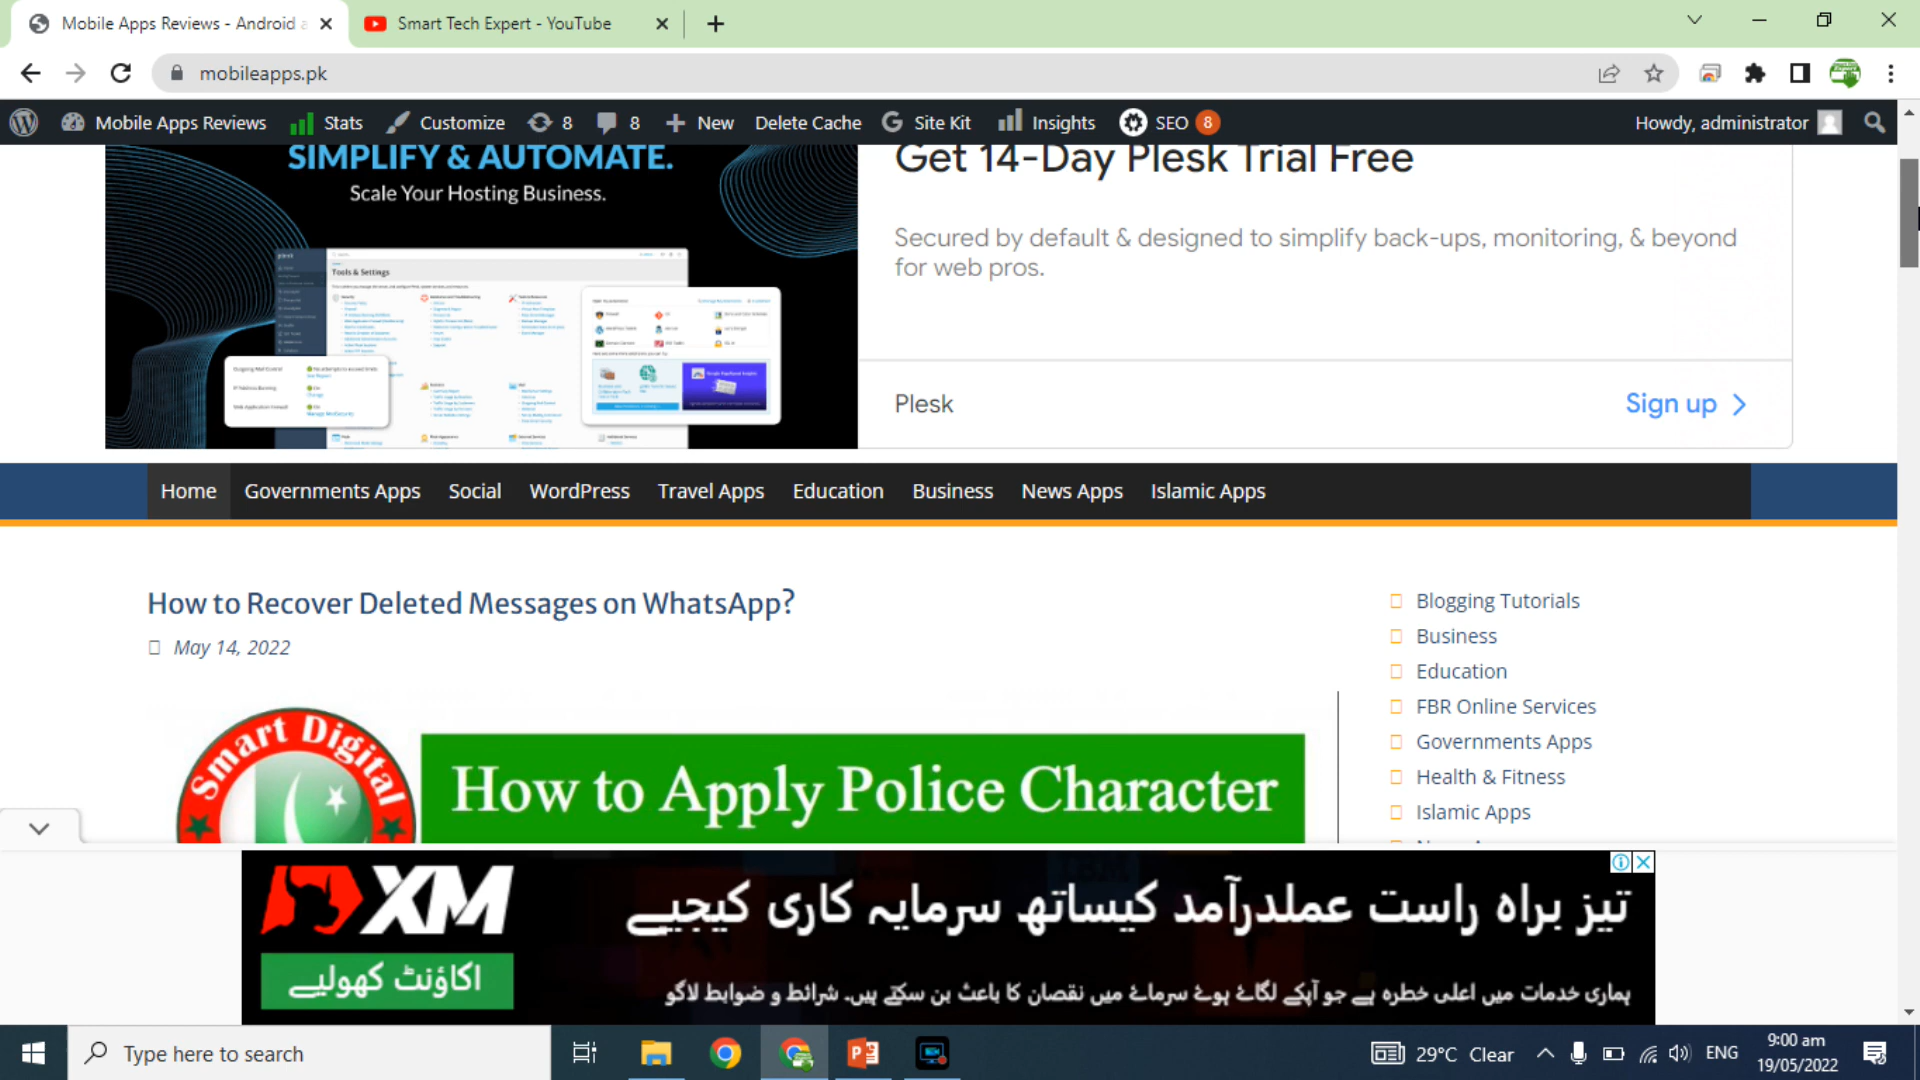 Mobile Apps Reviews - Android a
Smart Tech Expert - YouTube
mobileapps.pk
Mobile Apps Reviews
Stats
Customize
8
8
New
Delete Cache
Site Kit
Insights
SEO 8
Howdy, administrator
SIMPLIFY & AUTOMATE.
Scale Your Hosting Business.
Tools & Settings
Get 14-Day Plesk Trial Free
Secured by default & designed to simplify back-ups, monitoring, & beyond
for web pros.
Plesk
Sign up
Home
Governments Apps
Social
WordPress
Travel Apps
Education
Business
News Apps
Islamic Apps
How to Recover Deleted Messages on WhatsApp?
May 14, 2022
Smart Digital
How to Apply Police Character
Blogging Tutorials
Business
Education
FBR Online Services
Governments Apps
Health & Fitness
Islamic Apps
XM
اکاؤنٹ کھولیے
تیز براہ راست عملدرآمد کیساتھ سرمایہ کاری کیجیے
ہماری خدمات میں اعلی خطرہ ہے جو آپکے لگائے ہوئے سرمائے میں نقصان کا باعث بن سکتے ہیں۔ شرائط و ضوابط لاگو
Type here to search
29°C Clear
ENG
9:00 am
19/05/2022